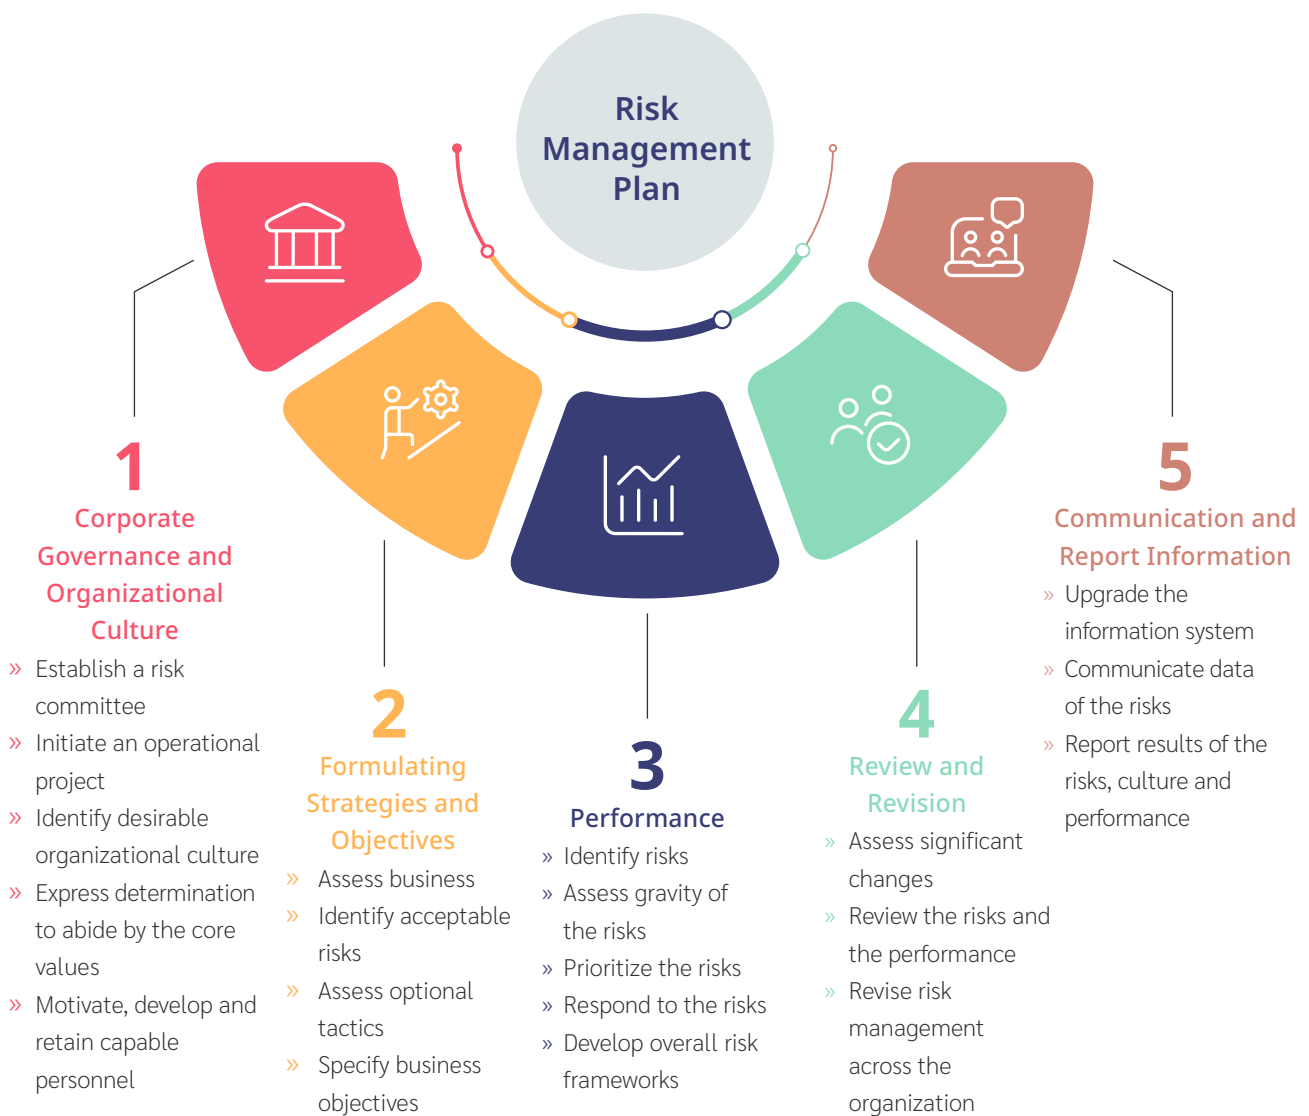 Risk
Management
Plan
1
Corporate
Governance and
Organizational
Culture
» Establish a risk
committee
» Initiate an operational
project
» Identify desirable
organizational culture
» Express determination
to abide by the core
values
» Motivate, develop and
retain capable
personnel
2
Formulating
Strategies and
Objectives
» Assess business
» Identify acceptable
risks
» Assess optional
tactics
» Specify business
objectives
3
Performance
» Identify risks
» Assess gravity of
the risks
» Prioritize the risks
» Respond to the risks
» Develop overall risk
frameworks
4
Review and
Revision
» Assess significant
changes
» Review the risks and
the performance
» Revise risk
management
across the
organization
5
Communication and
Report Information
» Upgrade the
information system
» Communicate data
of the risks
» Report results of the
risks, culture and
performance